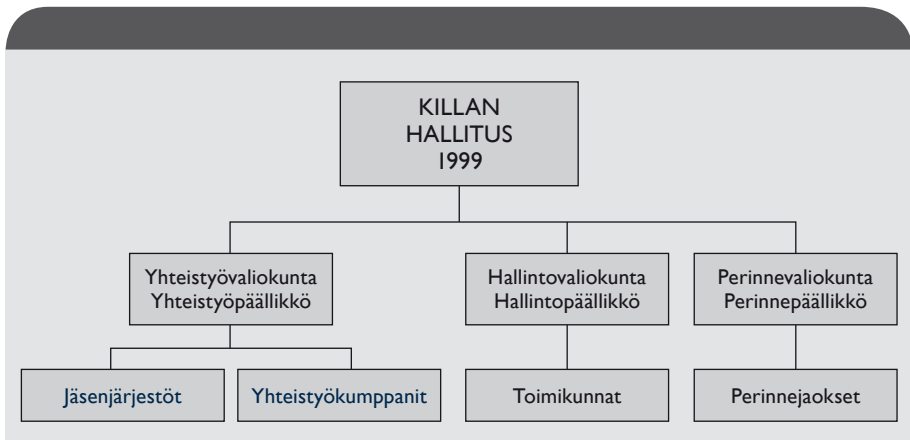 KILLAN
HALLITUS
1999
Yhteistyövaliokunta
Yhteistyöpäällikkö
Hallintovaliokunta
Hallintopäällikkö
Perinnevaliokunta
Perinnepäällikkö
Jäsenjärjestöt
Yhteistyökumppanit
Toimikunnat
Perinnejaokset